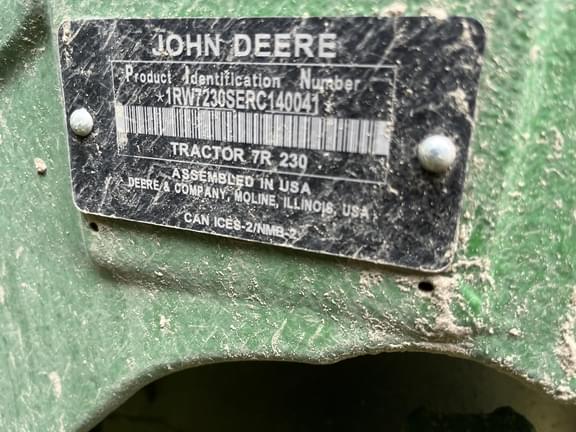 JOHN DEERE
Product Identification Number
*1RW7230SERC140041*
TRACTOR 7R 230
ASSEMBLED IN USA
DEERE & COMPANY, MOLINE, ILLINOIS, USA
CAN ICES-2/NMB-2